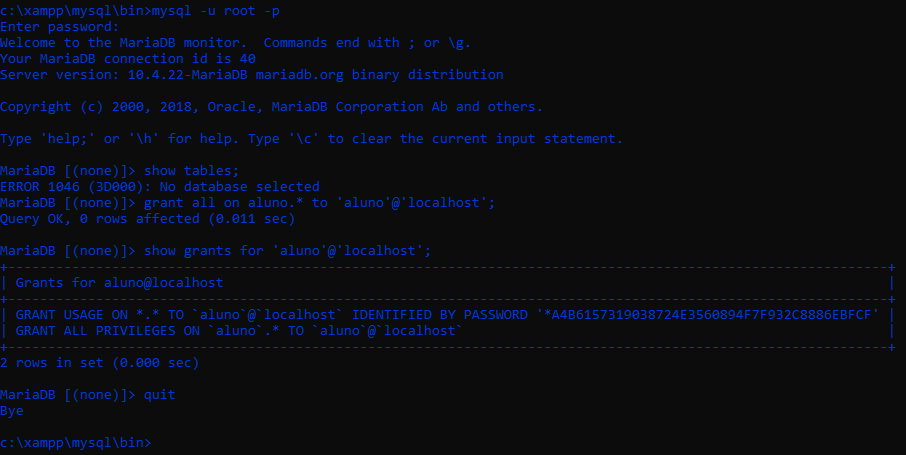 c:\xampp\mysql\bin>mysql -u root -p
Enter password:
Welcome to the MariaDB monitor.  Commands end with ; or \g.
Your MariaDB connection id is 40
Server version: 10.4.22-MariaDB mariadb.org binary distribution

Copyright (c) 2000, 2018, Oracle, MariaDB Corporation Ab and others.

Type 'help;' or '\h' for help. Type '\c' to clear the current input statement.

MariaDB [(none)]> show tables;
ERROR 1046 (3D000): No database selected
MariaDB [(none)]> grant all on aluno.* to 'aluno'@'localhost';
Query OK, 0 rows affected (0.011 sec)

MariaDB [(none)]> show grants for 'aluno'@'localhost';
| Grants for aluno@localhost |
| GRANT USAGE ON *.* TO `aluno`@`localhost` IDENTIFIED BY PASSWORD '*A4B6157319038724E3560894F7F932C8886EBFCF' |
| GRANT ALL PRIVILEGES ON `aluno`.* TO `aluno`@`localhost` |
2 rows in set (0.000 sec)

MariaDB [(none)]> quit
Bye

c:\xampp\mysql\bin>